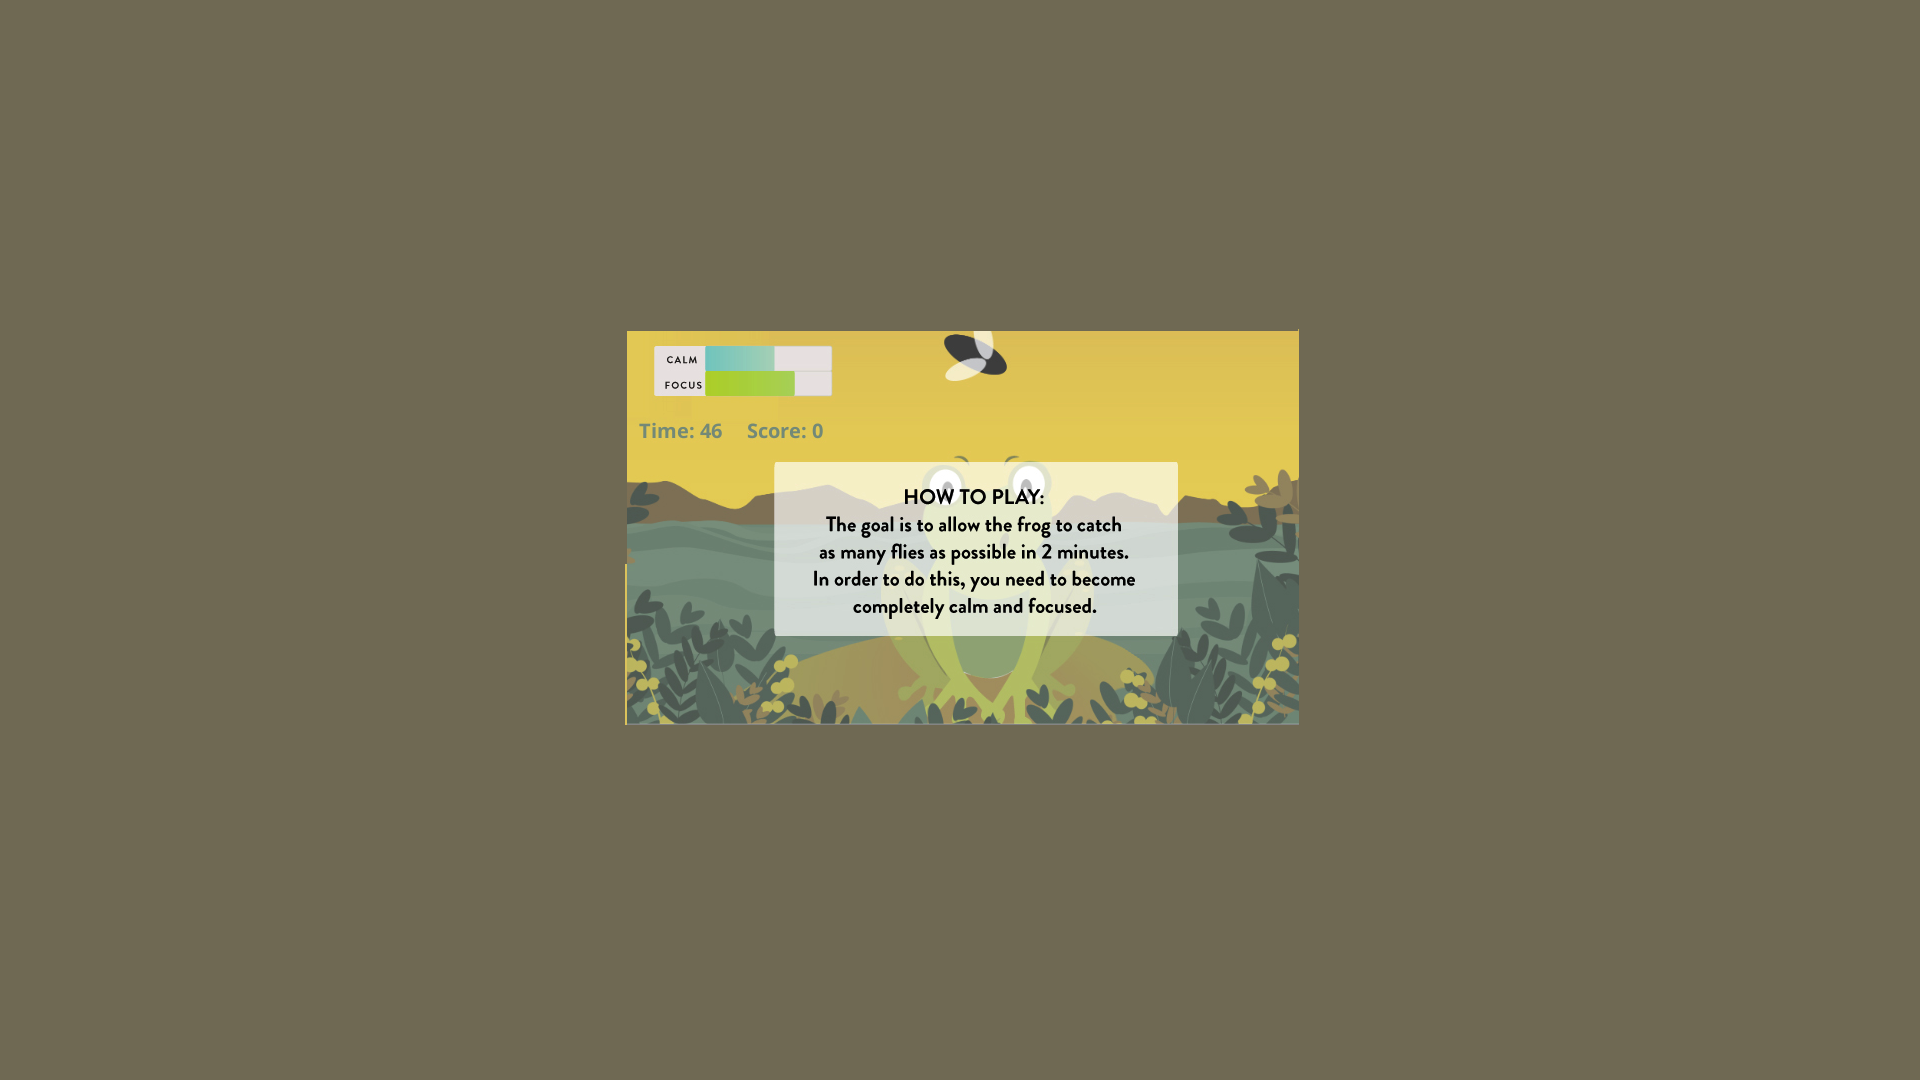 CALM
FOCUS
Time: 46 Score: 0
HOW TO PLAY:
The goal is to allow the frog to catch
as many flies as possible in 2 minutes.
In order to do this, you need to become
completely calm and focused.